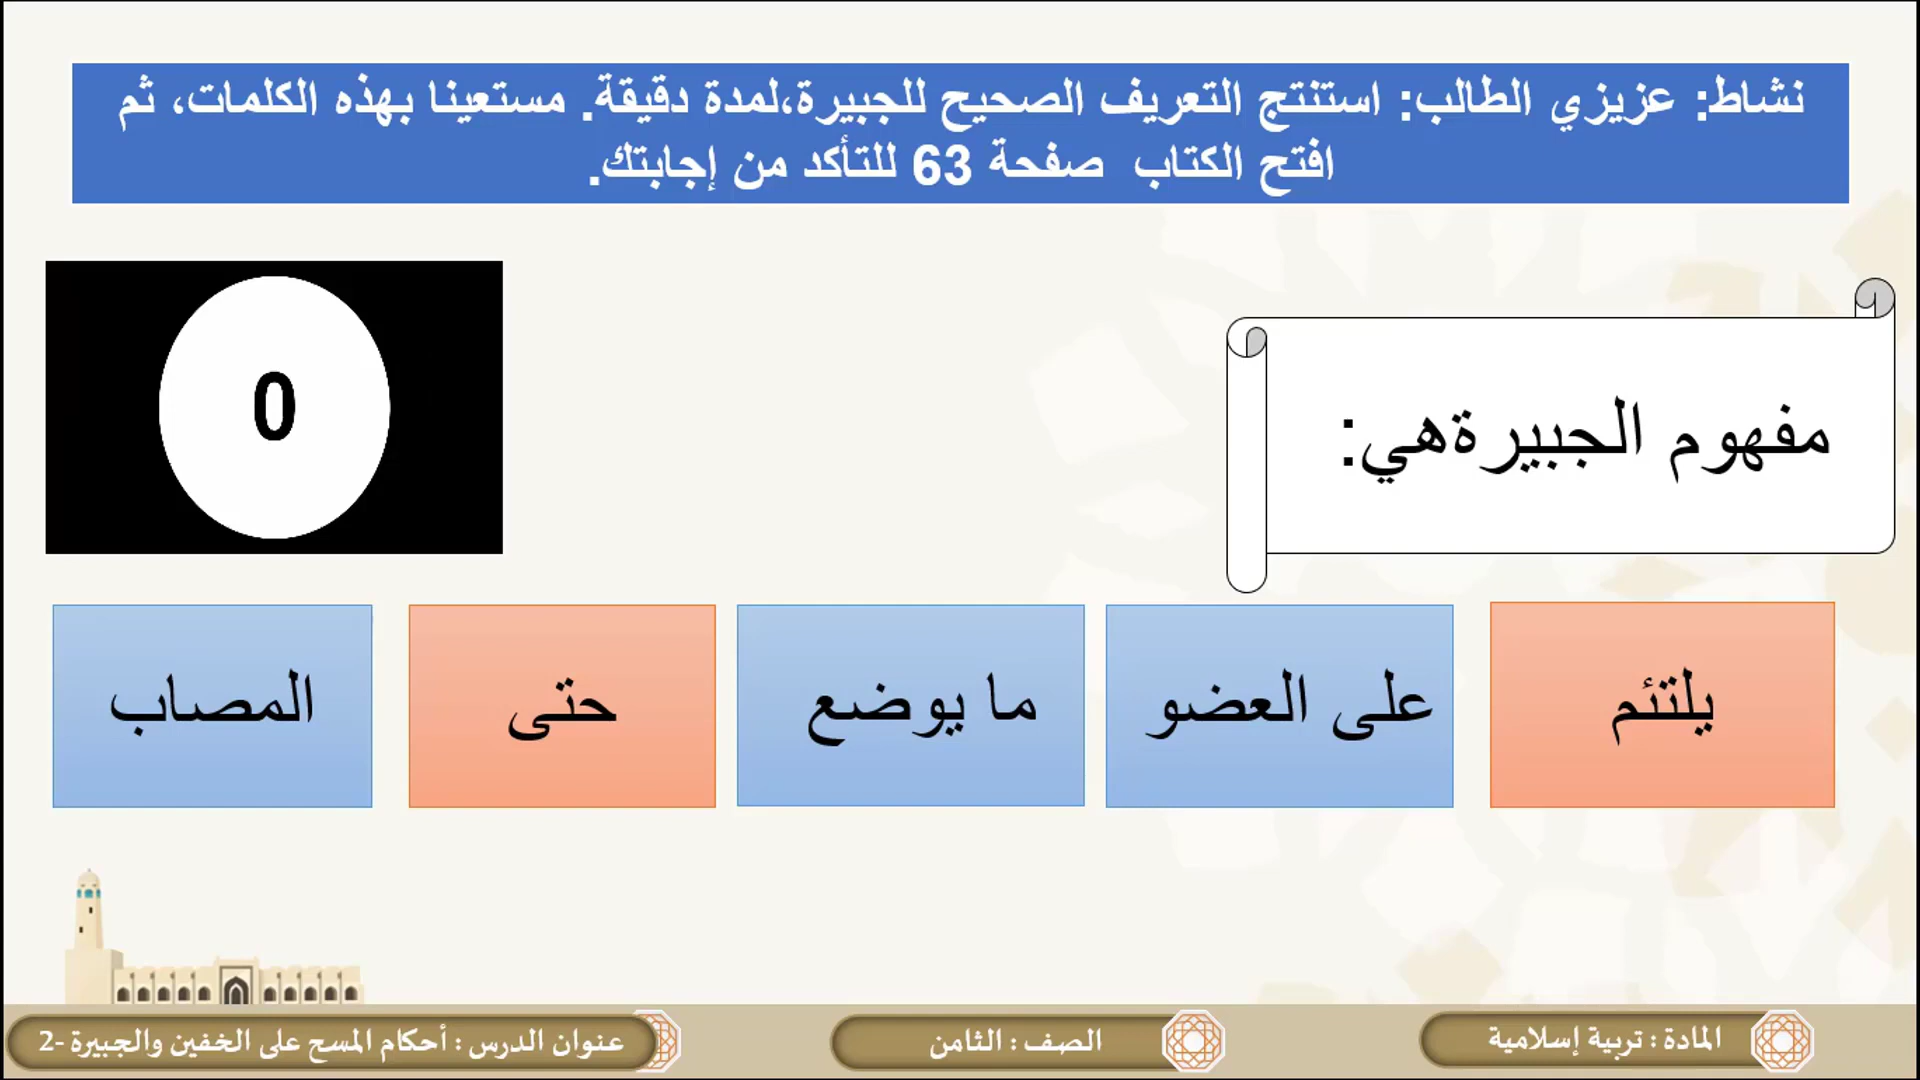 نشاط: عزيزي الطالب: استنتج التعريف الصحيح للجبيرة،لمدة دقيقة. مستعينا بهذه الكلمات، ثم
افتح الكتاب صفحة 63 للتأكد من إجابتك.
0
مفهوم الجبيرةهي:
يلتئم
على العضو
ما يوضع
حتى
المصاب
المادة : تربية إسلامية
الصف : الثامن
عنوان الدرس : أحكام المسح على الخفين والجبيرة -2